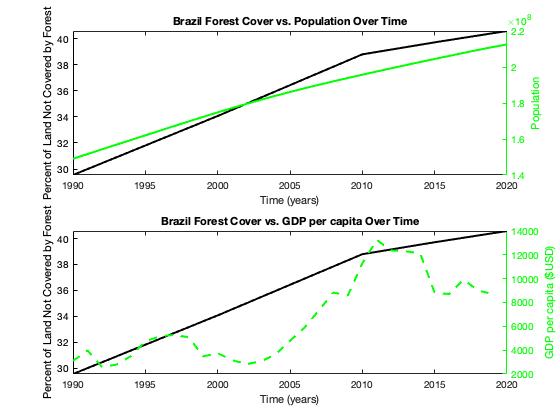 Brazil Forest Cover vs. Population Over Time
×10^8
Percent of Land Not Covered by Forest
40
38
36
34
32
30
2.2
2
1.8
1.6
1.4
Population
1990 1995 2000 2005 2010 2015 2020
Time (years)
Brazil Forest Cover vs. GDP per capita Over Time
Percent of Land Not Covered by Forest
40
38
36
34
32
30
14000
12000
10000
8000
6000
4000
2000
GDP per capita ($USD)
1990 1995 2000 2005 2010 2015 2020
Time (years)